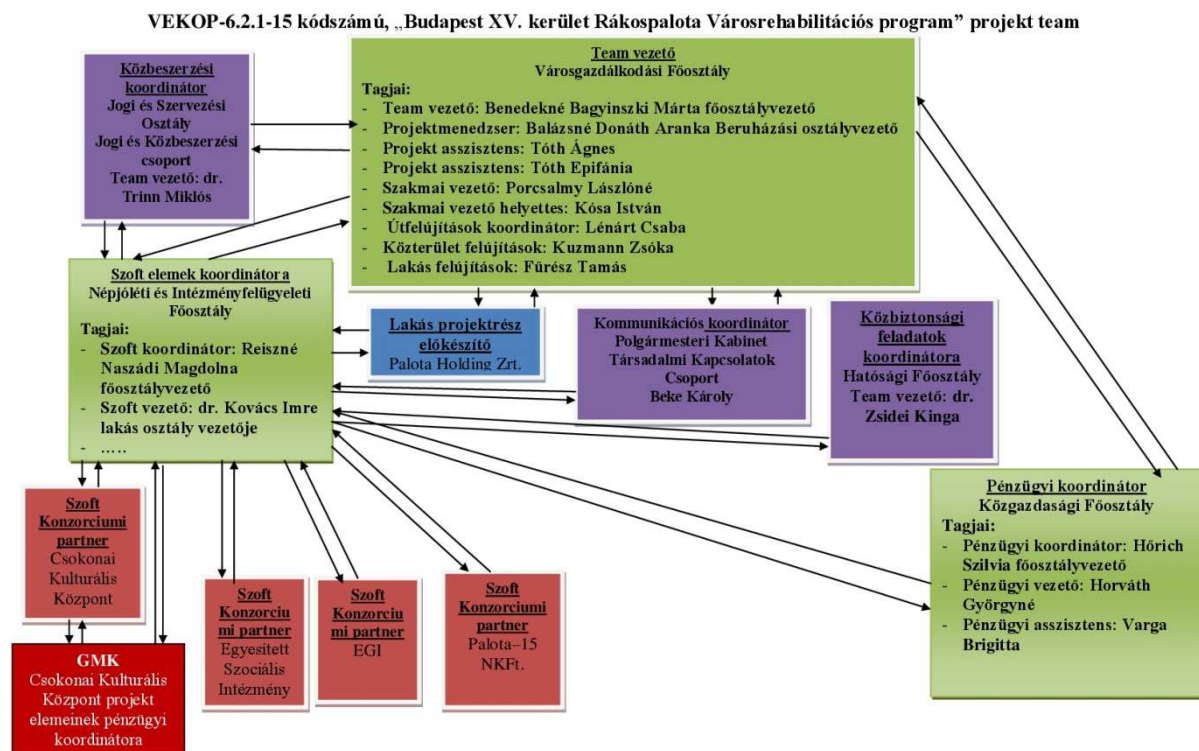 VEKOP-6.2.1-15 kódszámú, „Budapest XV. kerület Rákospalota Városrehabilitációs program” projekt team
Közbeszerzési
koordinátor
Jogi és Szervezési
Osztály
Jogi és Közbeszerzési
csoport
Team vezető: dr.
Trinn Miklós
Team vezető
Városgazdálkodási Főosztály
Tagjai:
- Team vezető: Benedekné Bagyinszki Márta főosztályvezető
- Projektmenedzser: Balázsné Donáth Aranka Beruházási osztályvezető
- Projekt asszisztens: Tóth Ágnes
- Projekt asszisztens: Tóth Epifánia
- Szakmai vezető: Porcsalmy Lászlóné
- Szakmai vezető helyettes: Kósa István
- Útfelújítások koordinátor: Lénárt Csaba
- Közterület felújítások: Kuzmann Zsóka
- Lakás felújítások: Fürész Tamás
Szoft elemek koordinátora
Népjóléti és Intézményfelügyeleti
Főosztály
Tagjai:
- Szoft koordinátor: Reiszné
Naszádi Magdolna
főosztályvezető
- Szoft vezető: dr. Kovács Imre
lakás osztály vezetője
- …..
Lakás projektrész
előkészítő
Palota Holding Zrt.
Kommunikációs koordinátor
Polgármesteri Kabinet
Társadalmi Kapcsolatok
Csoport
Beke Károly
Közbiztonsági
feladatok
koordinátora
Hatósági Főosztály
Team vezető: dr.
Zsidei Kinga
Pénzügyi koordinátor
Közgazdasági Főosztály
Tagjai:
- Pénzügyi koordinátor: Hőrich
Szilvia főosztályvezető
- Pénzügyi vezető: Horváth
Györgyné
- Pénzügyi asszisztens: Varga
Brigitta
Szoft
Konzorciumi
partner
Csokonai
Kulturális
Központ
Szoft
Konzorciu
mi partner
Egyesített
Szociális
Intézmény
Szoft
Konzorciu
mi partner
EGI
Szoft
Konzorciumi
partner
Palota–15
NKFt.
GMK
Csokonai Kulturális
Központ projekt
elemeinek pénzügyi
koordinátora